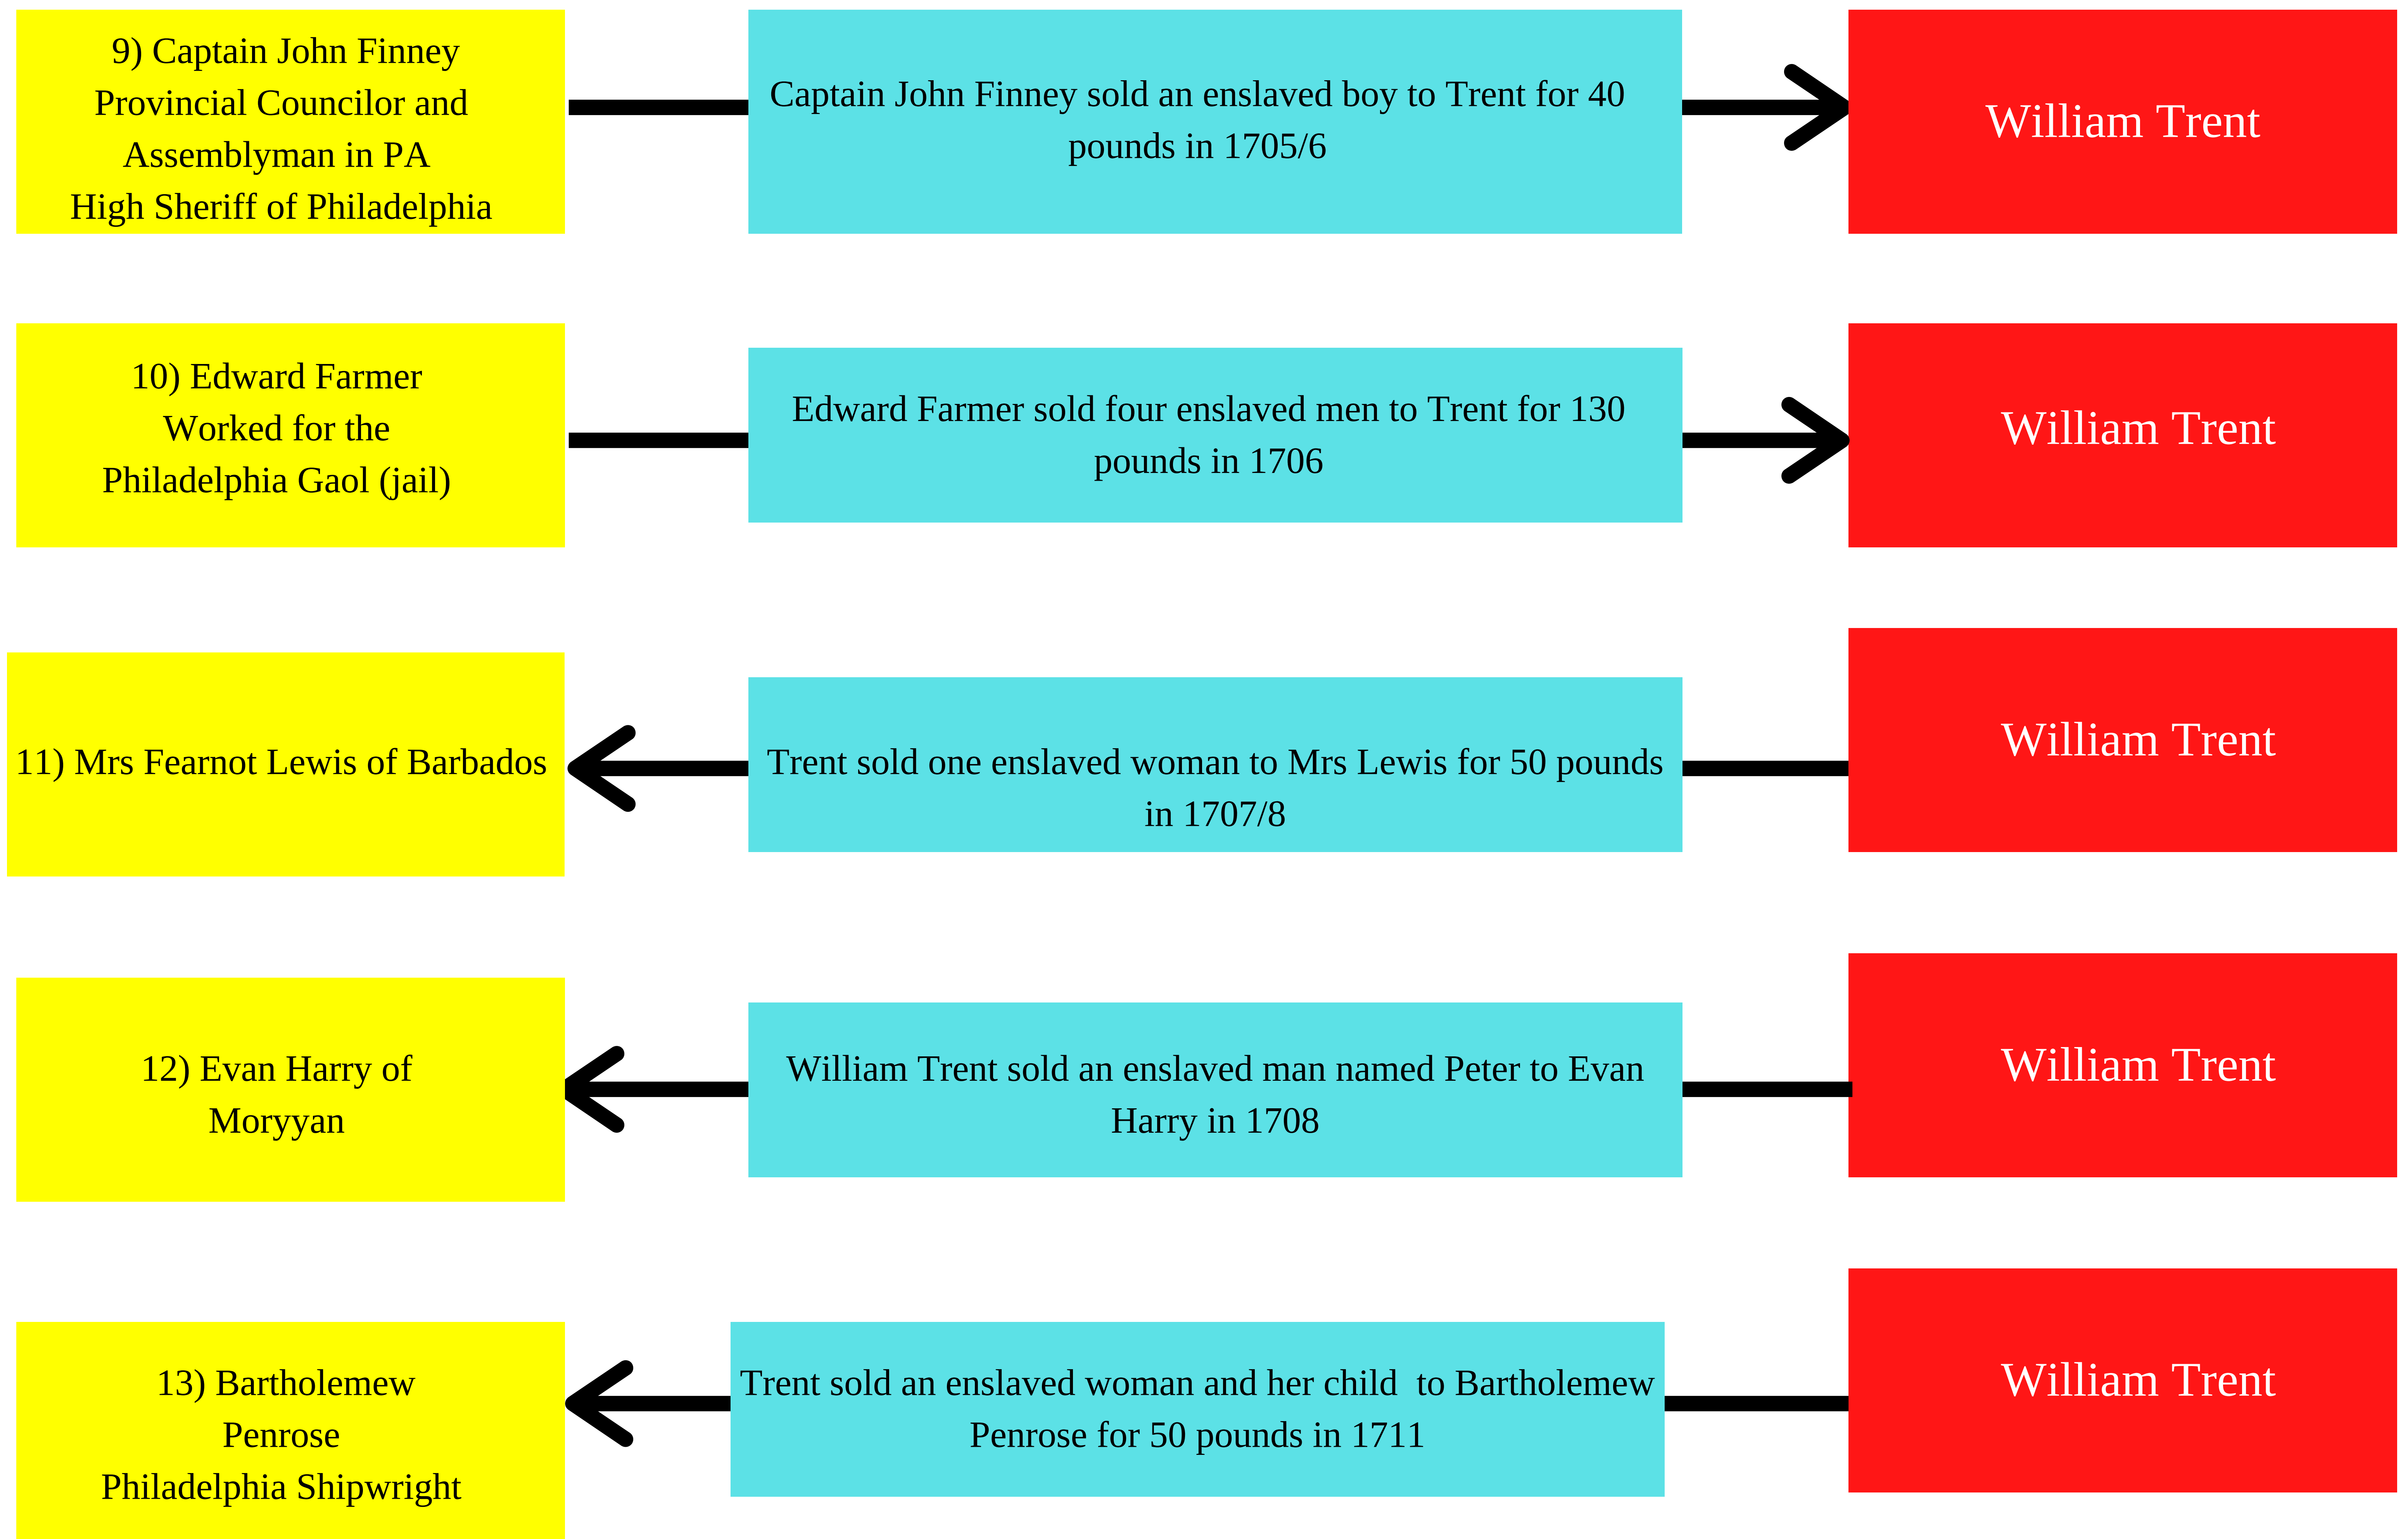 9) Captain John Finney
Provincial Councilor and
Assemblyman in PA
High Sheriff of Philadelphia
Captain John Finney sold an enslaved boy to Trent for 40
pounds in 1705/6
William Trent
10) Edward Farmer
Worked for the
Philadelphia Gaol (jail)
Edward Farmer sold four enslaved men to Trent for 130
pounds in 1706
William Trent
11) Mrs Fearnot Lewis of Barbados
Trent sold one enslaved woman to Mrs Lewis for 50 pounds
in 1707/8
William Trent
12) Evan Harry of
Moryyan
William Trent sold an enslaved man named Peter to Evan
Harry in 1708
William Trent
13) Bartholemew
Penrose
Philadelphia Shipwright
Trent sold an enslaved woman and her child  to Bartholemew
Penrose for 50 pounds in 1711
William Trent